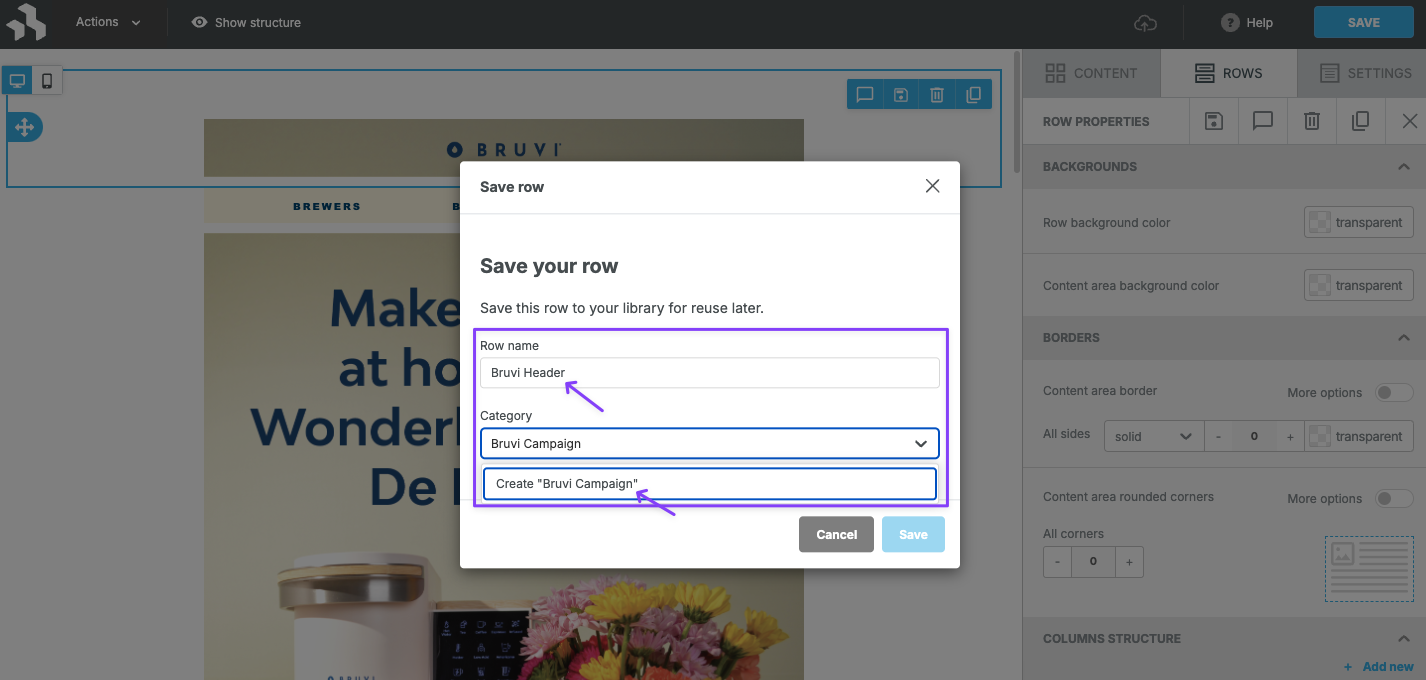 Actions
Show structure
? Help
SAVE
CONTENT
ROWS
SETTINGS
ROW PROPERTIES
BACKGROUNDS
Row background color
transparent
Content area background color
transparent
BORDERS
Content area border
More options
All sides
solid
- 0 +
transparent
Content area rounded corners
More options
All corners
- 0 +
COLUMNS STRUCTURE
+ Add new
BRUVI
BREWERS
B
Make
at ho
Wonderl
De l
Save row
Save your row
Save this row to your library for reuse later.
Row name
Bruvi Header
Category
Bruvi Campaign
Create "Bruvi Campaign"
Cancel
Save
BRUVI